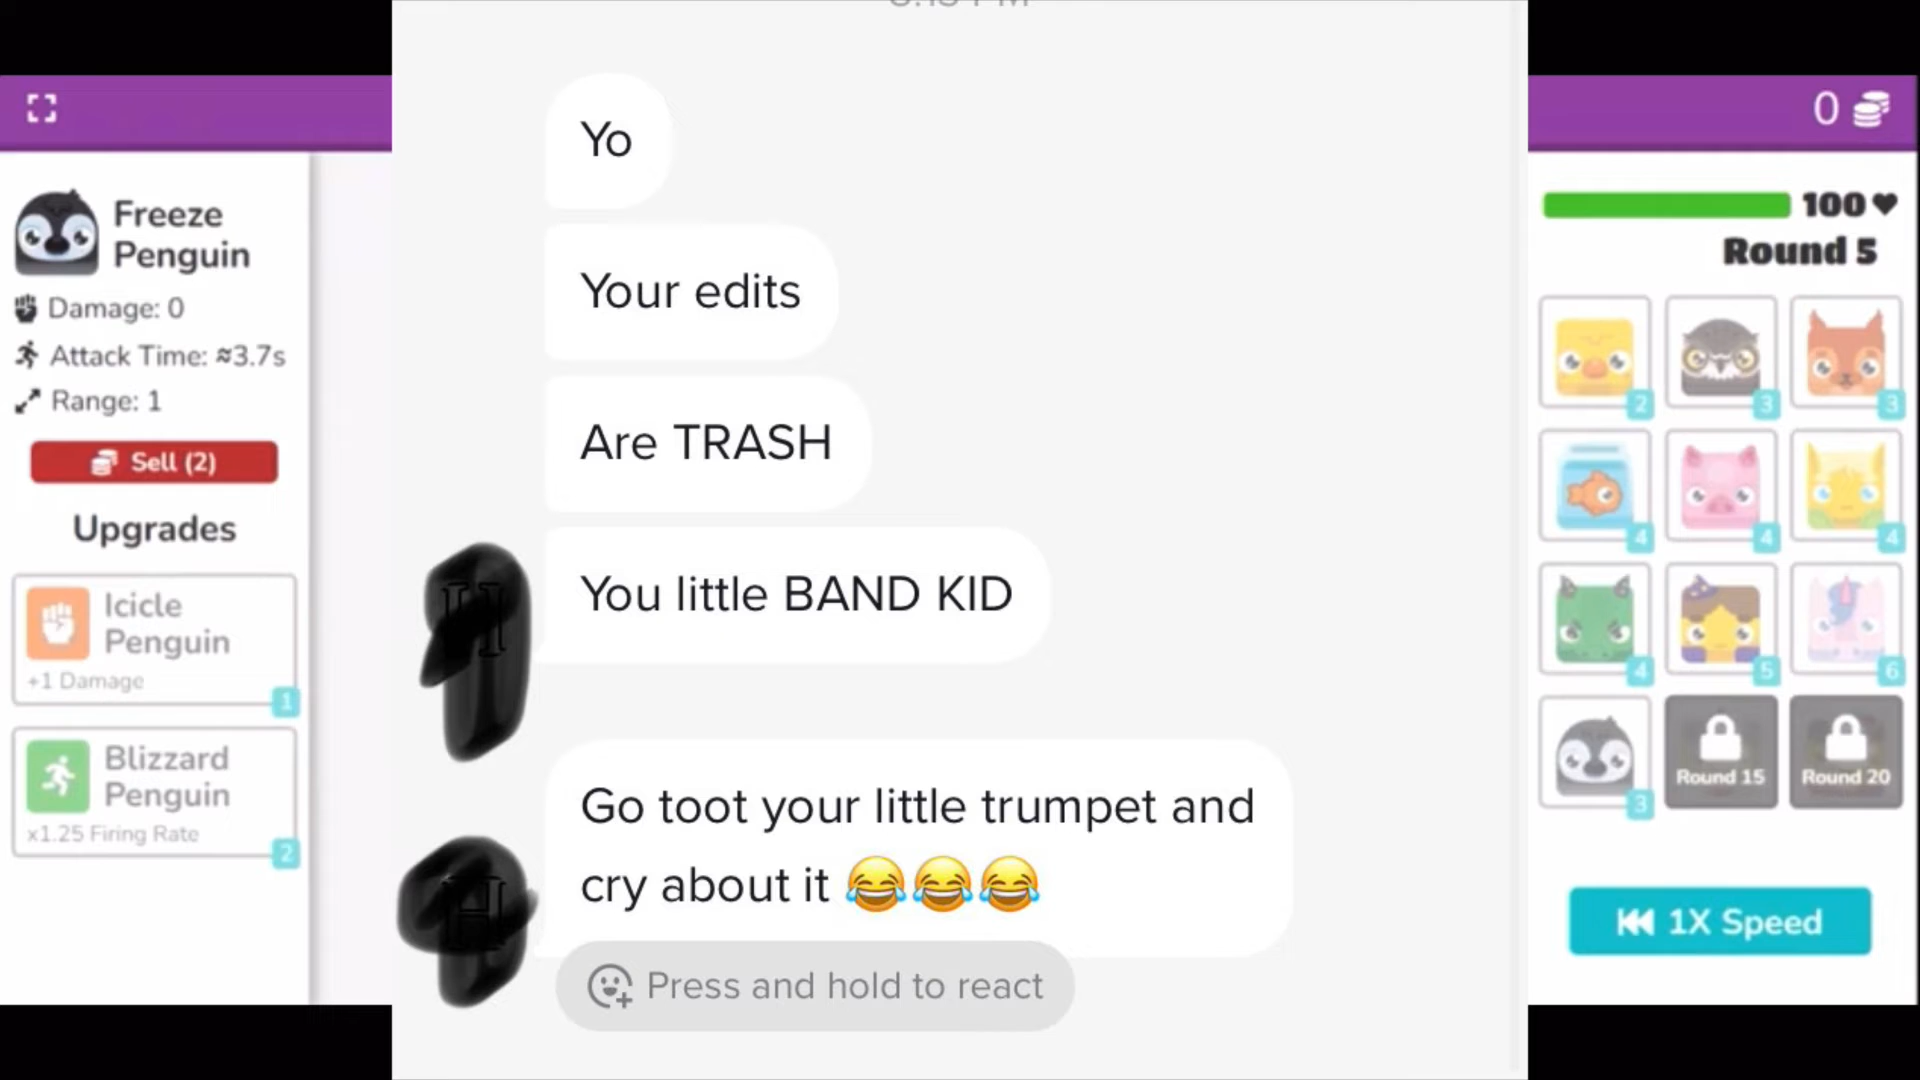 Freeze
Penguin
Damage: 0
Attack Time: ≈3.7s
Range: 1
Sell (2)
Upgrades
Icicle
Penguin
+1 Damage
1
Blizzard
Penguin
x1.25 Firing Rate
2
Yo
Your edits
Are TRASH
You little BAND KID
Go toot your little trumpet and
cry about it 😂😂😂
Press and hold to react
0
100
Round 5
2 3 3
4 4 4
4 5 6
Round 15 Round 20
3
1X Speed